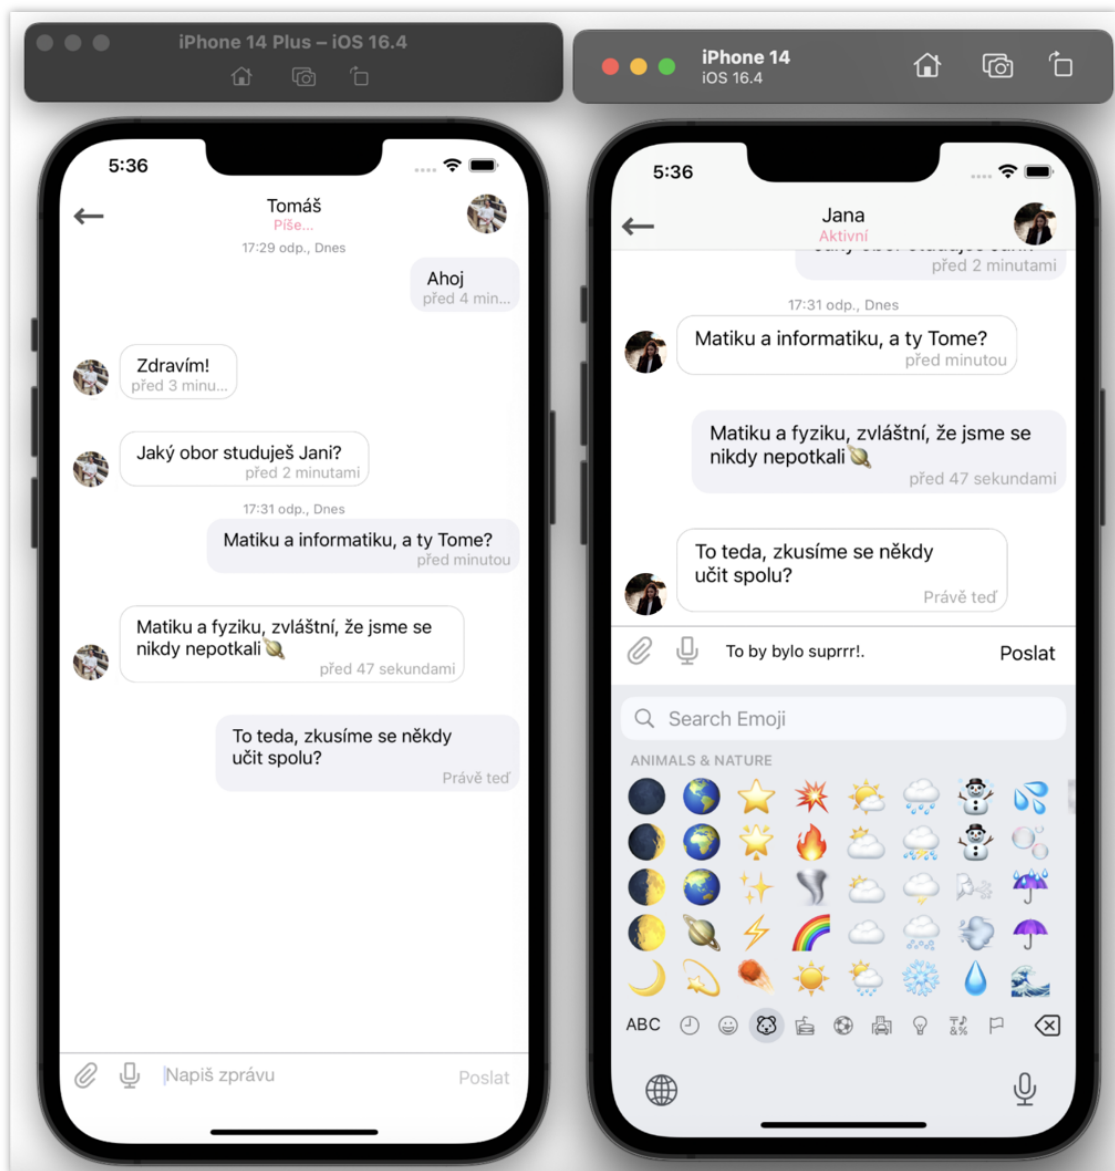 iPhone 14 Plus – iOS 16.4
5:36
Tomáš
Píše...
17:29 odp., Dnes
Ahoj
před 4 min...
Zdravím!
před 3 minu...
Jaký obor studuješ Jani?
před 2 minutami
17:31 odp., Dnes
Matiku a informatiku, a ty Tome?
před minutou
Matiku a fyziku, zvláštní, že jsme se
nikdy nepotkali🪐
před 47 sekundami
To teda, zkusíme se někdy
učit spolu?
Právě teď
Napiš zprávu
Poslat
iPhone 14
iOS 16.4
5:36
Jana
Aktivní
před 2 minutami
17:31 odp., Dnes
Matiku a informatiku, a ty Tome?
před minutou
Matiku a fyziku, zvláštní, že jsme se
nikdy nepotkali🪐
před 47 sekundami
To teda, zkusíme se někdy
učit spolu?
Právě teď
To by bylo suprrr!.
Poslat
Search Emoji
ANIMALS & NATURE
ABC